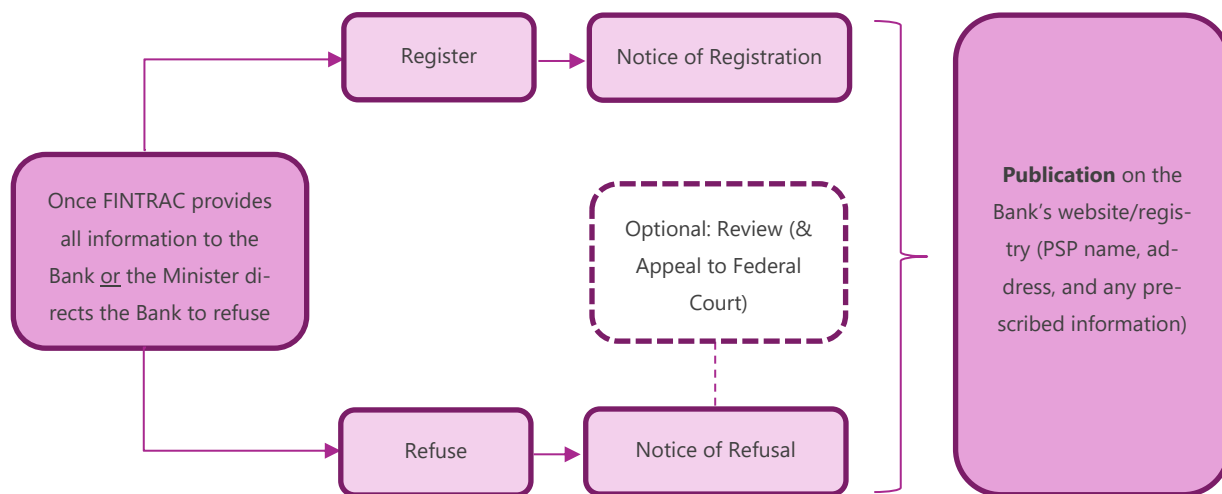 Register
Notice of Registration
Once FINTRAC provides
all information to the
Bank or the Minister di-
rects the Bank to refuse
Optional: Review (&
Appeal to Federal
Court)
Refuse
Notice of Refusal
Publication on the
Bank’s website/regis-
try (PSP name, ad-
dress, and any pre-
scribed information)